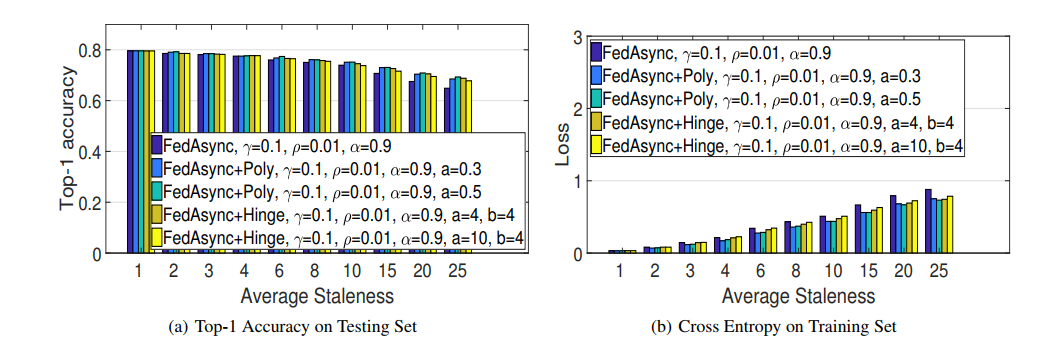 0.8
0.6
0.4
0.2
0
Top-1 accuracy
FedAsync, γ=0.1, ρ=0.01, α=0.9
FedAsync+Poly, γ=0.1, ρ=0.01, α=0.9, a=0.3
FedAsync+Poly, γ=0.1, ρ=0.01, α=0.9, a=0.5
FedAsync+Hinge, γ=0.1, ρ=0.01, α=0.9, a=4, b=4
FedAsync+Hinge, γ=0.1, ρ=0.01, α=0.9, a=10, b=4
1 2 3 4 6 8 10 15 20 25
Average Staleness
(a) Top-1 Accuracy on Testing Set
3
2
1
0
Loss
FedAsync, γ=0.1, ρ=0.01, α=0.9
FedAsync+Poly, γ=0.1, ρ=0.01, α=0.9, a=0.3
FedAsync+Poly, γ=0.1, ρ=0.01, α=0.9, a=0.5
FedAsync+Hinge, γ=0.1, ρ=0.01, α=0.9, a=4, b=4
FedAsync+Hinge, γ=0.1, ρ=0.01, α=0.9, a=10, b=4
1 2 3 4 6 8 10 15 20 25
Average Staleness
(b) Cross Entropy on Training Set